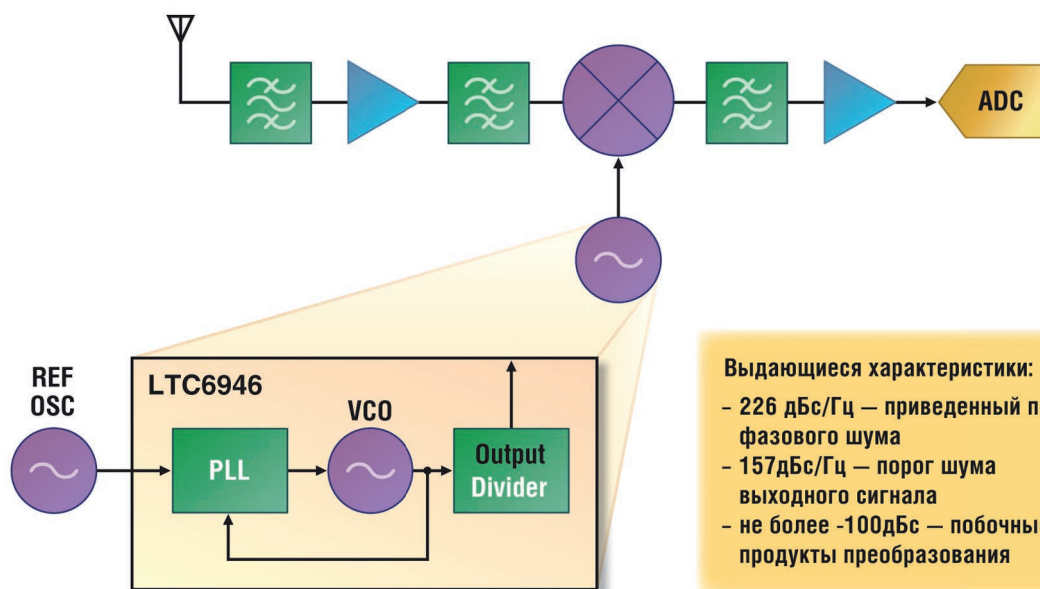 ADC
REF
OSC
LTC6946
VCO
PLL
Output
Divider
Выдающиеся характеристики:
- 226 дБс/Гц — приведенный
фазового шума
- 157дБс/Гц — порог шума
выходного сигнала
- не более -100дБс —
продукты преобразования